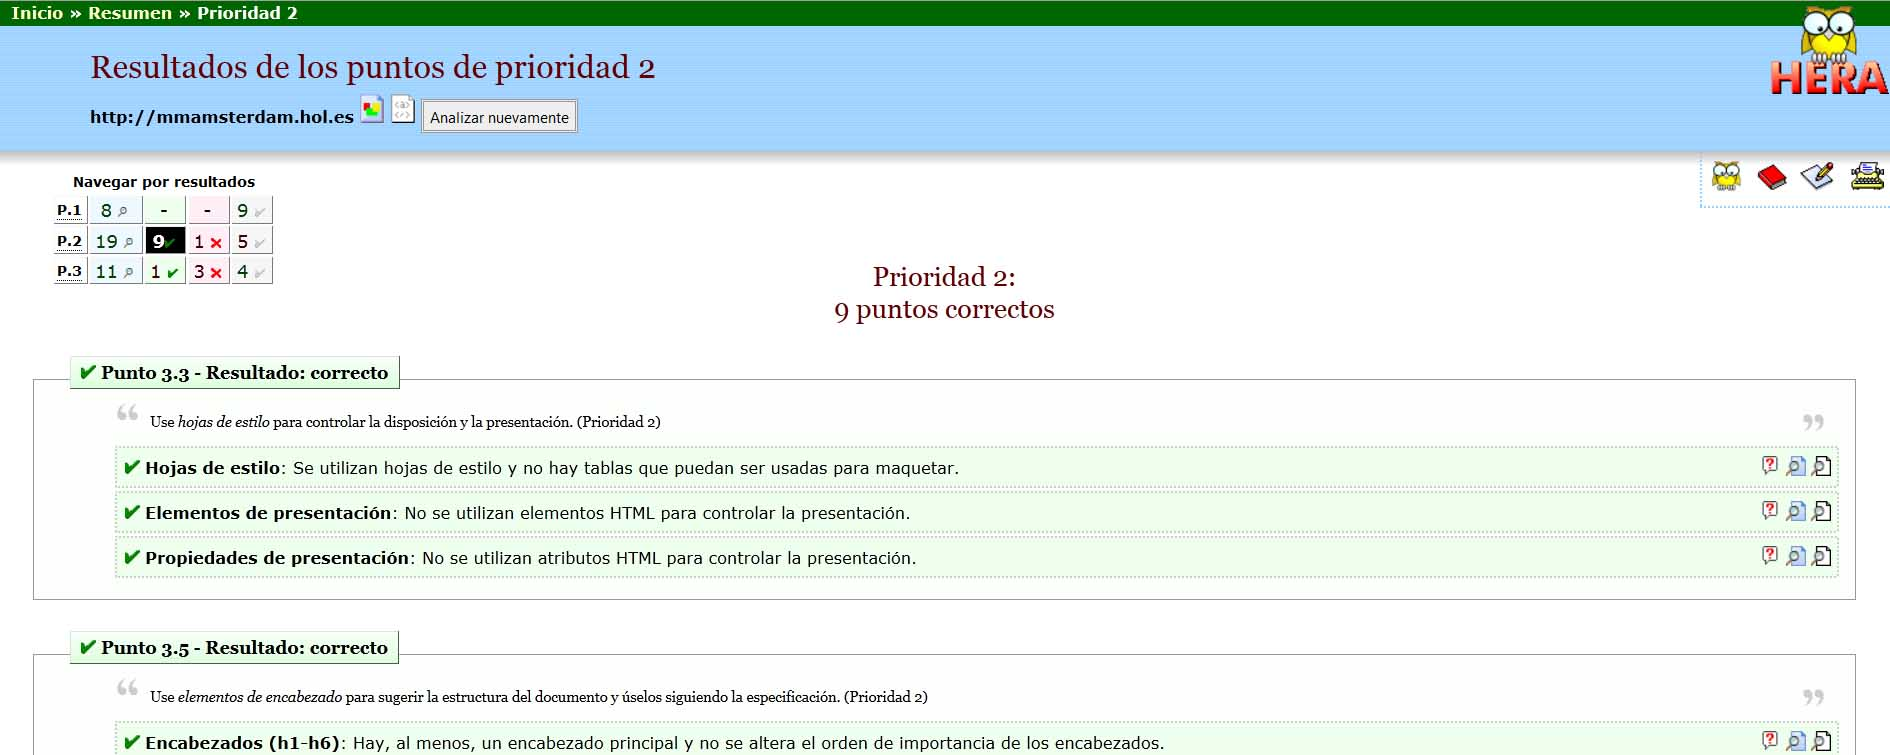 Inicio » Resumen » Prioridad 2
HERA
Resultados de los puntos de prioridad 2
http://mmamsterdam.hol.es Analizar nuevamente
Navegar por resultados
P.1 8 - - 9
P.2 19 9 1 5
P.3 11 1 3 4
Prioridad 2:
9 puntos correctos
Punto 3.3 - Resultado: correcto
“ Use hojas de estilo para controlar la disposición y la presentación. (Prioridad 2) ”
Hojas de estilo: Se utilizan hojas de estilo y no hay tablas que puedan ser usadas para maquetar.
Elementos de presentación: No se utilizan elementos HTML para controlar la presentación.
Propiedades de presentación: No se utilizan atributos HTML para controlar la presentación.
Punto 3.5 - Resultado: correcto
“ Use elementos de encabezado para sugerir la estructura del documento y úselos siguiendo la especificación. (Prioridad 2) ”
Encabezados (h1-h6): Hay, al menos, un encabezado principal y no se altera el orden de importancia de los encabezados.